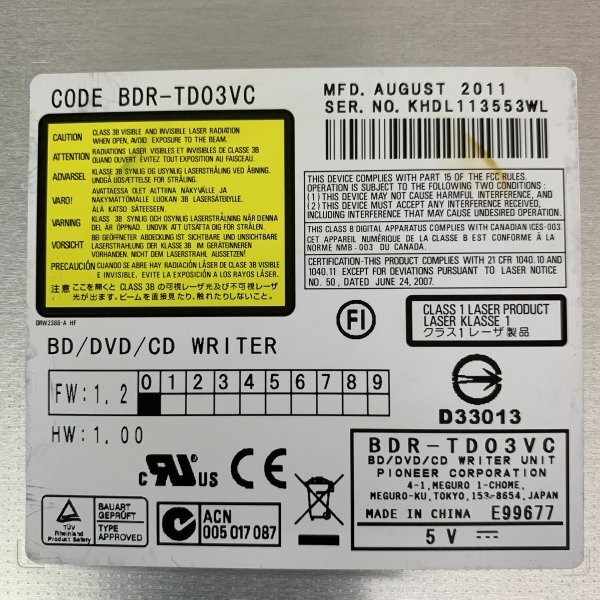 CODE BDR-TD03VC
MFD. AUGUST 2011
SER. NO. KHDL113553WL
CAUTION CLASS 3B VISIBLE AND INVISIBLE LASER RADIATION
WHEN OPEN, AVOID EXPOSURE TO THE BEAM.
ATTENTION RADIATIONS LASER VISIBLES ET INVISIBLES DE CLASSE 3B
QUAND OUVERT. ÉVITEZ TOUT EXPOSITION AU FAISCEAU.
ADVARSEL KLASSE 3B SYNLIG OG USYNLIG LASERSTRÅLING VED ÅBNING.
UNDGÅ UDSÆTTELSE FOR STRÅLING.
VARO! AVATTAESSA OLET ALTTIINA NÄKYVÄLLE JA
NÄKYMATTÖMÄLLE LUOKAN 3B LASERSÄTEILYLLE.
ÄLÄ KATSO SÄTEESEEN.
VARNING KLASS 3B SYNLIG OCH OSYNLIG LASERSTRÅLNING NÄR DENNA
DEL ÄR ÖPPNAD. UNDVIK ATT UTSÄTTA DIG FÖR STRÅLEN.
VORSICHT BEI GEÖFFNETER ABDECKUNG IST SICHTBARE UND UNSICHTBARE
LASERSTRAHLUNG DER KLASSE 3B IM GERÄTEINNEREN
VORHANDEN. NICHT DEM LASERSTRAHL AUSSETZEN!
PRECAUCIÓN CUANDO SE ABRE HAY RADIACIÓN LÁSER DE CLASE 3B VISIBLE
E INVISIBLE, EVITE LA EXPOSICIÓN A LOS RAYOS LÁSER.
注意 ここを開くと CLASS 3B の可視レーザ光及び不可視レーザ
光が出ます。ビームを直接見たり、触れたりしないこと。
DRW2388-A HF
THIS DEVICE COMPLIES WITH PART 15 OF THE FCC RULES.
OPERATION IS SUBJECT TO THE FOLLOWING TWO CONDITIONS :
(1) THIS DEVICE MAY NOT CAUSE HARMFUL INTERFERENCE, AND
(2) THIS DEVICE MUST ACCEPT ANY INTERFERENCE RECEIVED,
INCLUDING INTERFERENCE THAT MAY CAUSE UNDESIRED OPERATION.
THIS CLASS B DIGITAL APPARATUS COMPLIES WITH CANADIAN ICES-003.
CET APPAREIL NUMÉRIQUE DE LA CLASSE B EST CONFORME À LA
NORME NMB-003 DU CANADA.
CERTIFICATION-THIS PRODUCT COMPLIES WITH 21 CFR 1040.10 AND
1040.11 EXCEPT FOR DEVIATIONS PURSUANT TO LASER NOTICE
NO. 50, DATED JUNE 24, 2007.
FI
CLASS 1 LASER PRODUCT
LASER KLASSE 1
クラス1 レーザ製品
BD/DVD/CD WRITER
FW:1. 2 0 1 2 3 4 5 6 7 8 9
HW:1. 00
D33013
c RU US CE
BDR-TD03VC
BD/DVD/CD WRITER UNIT
PIONEER CORPORATION
4-1, MEGURO 1-CHOME,
MEGURO-KU, TOKYO, 153-8654, JAPAN
MADE IN CHINA E99677
5 V
TÜV
Rheinland
Product Safety
BAUART
GEPRÜFT
TYPE
APPROVED
N
ACN
005 017 087